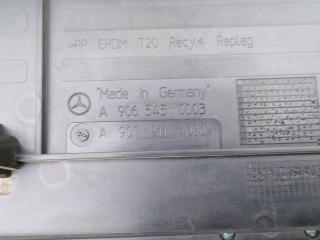 >PP EPDM T20 Recy.< Replag
"Made in Germany"
A 906 545 0003
A